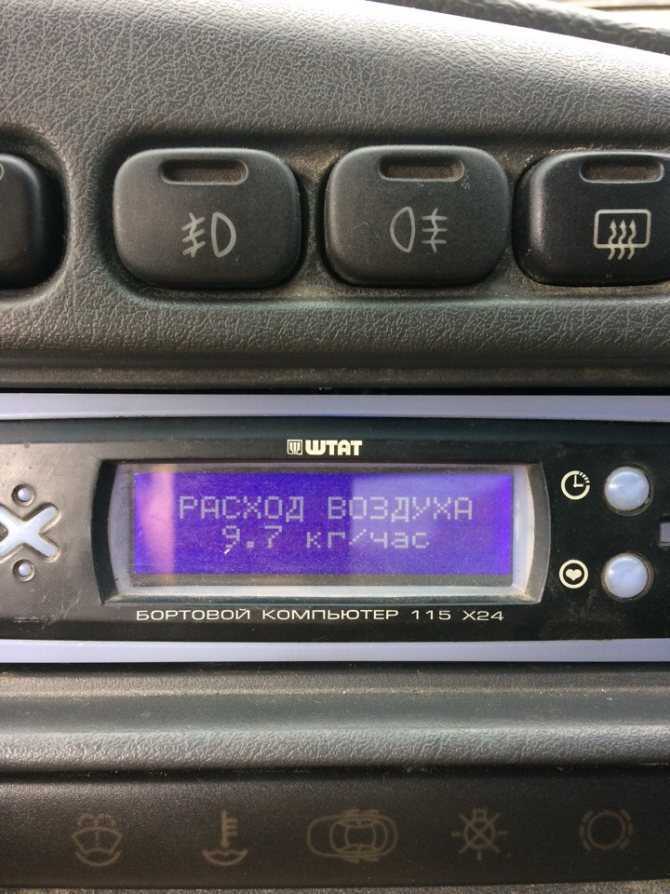 ШТАТ
РАСХОД ВОЗДУХА
9.7 кг/час
БОРТОВОЙ КОМПЬЮТЕР 115 X24